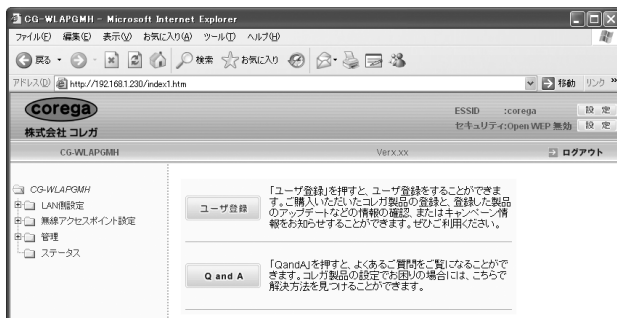 CG-WLAPGMH - Microsoft Internet Explorer
ファイル(F) 編集(E) 表示(V) お気に入り(A) ツール(T) ヘルプ(H)
戻る 検索 お気に入り
アドレス(D) http://192.168.1.230/index1.htm 移動 リンク »
corega
株式会社 コレガ
ESSID :corega 設 定
セキュリティ:Open WEP 無効 設 定
CG-WLAPGMH Verx.xx ログアウト
CG-WLAPGMH
LAN側設定
無線アクセスポイント設定
管理
ステータス
ユーザ登録
「ユーザ登録」を押すと、ユーザ登録をすることができま
す。ご購入いただいたコレガ製品の登録と、登録した製品
のアップデートなどの情報の確認、またはキャンペーン情
報をお知らせすることができます。ぜひご利用ください。
Q and A
「QandA」を押すと、よくあるご質問をご覧になることがで
きます。コレガ製品の設定でお困りの場合には、こちらで
解決方法を見つけることができます。